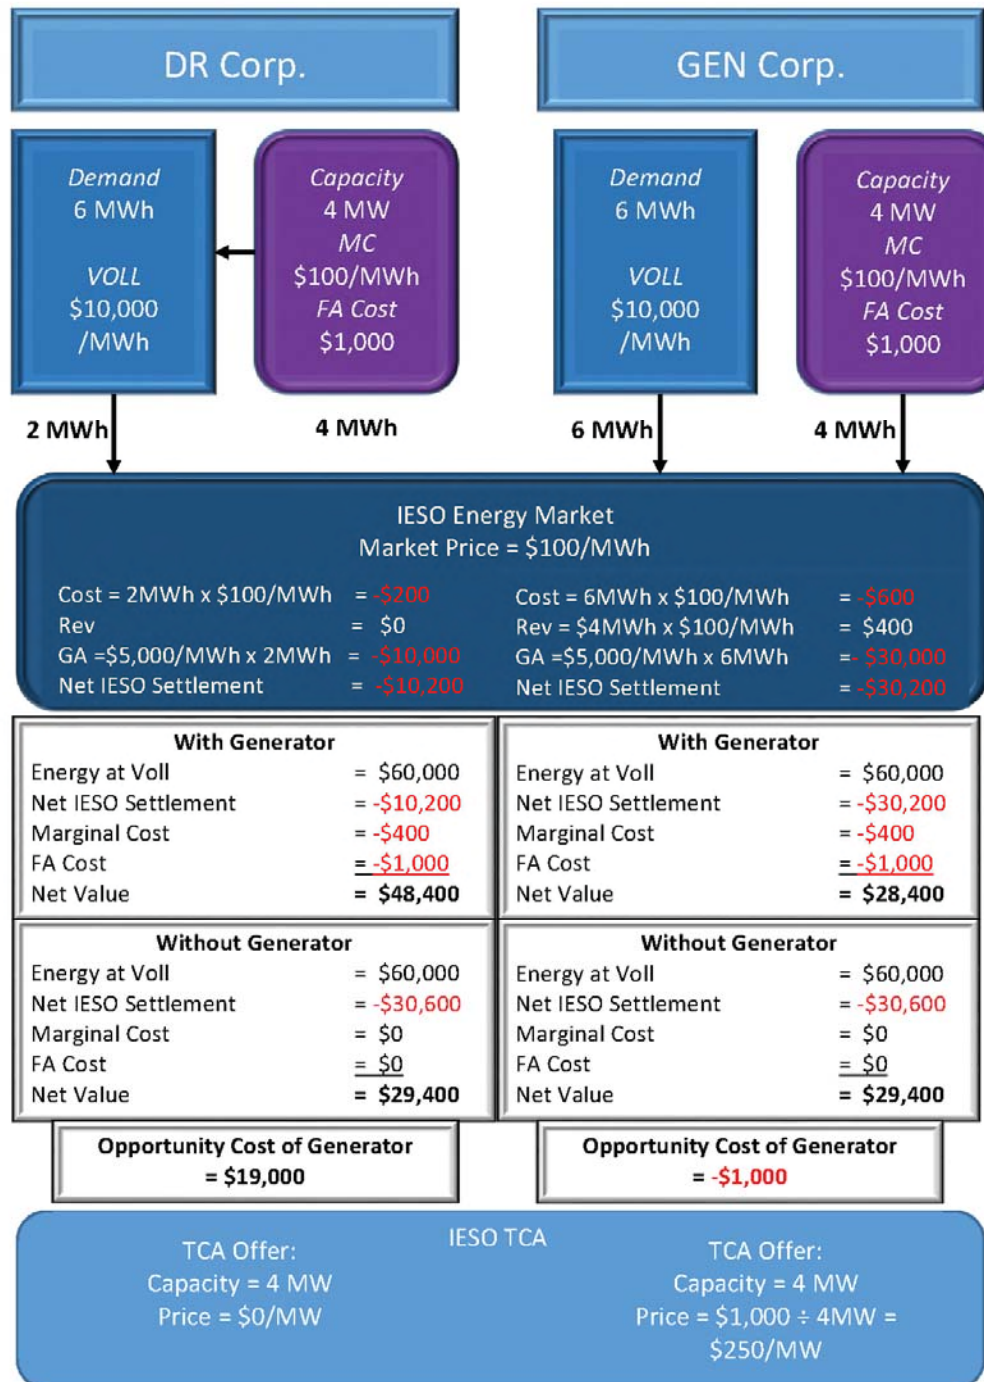 DR Corp.
GEN Corp.
Demand
6 MWh
VOLL
$10,000
/MWh
Capacity
4 MW
MC
$100/MWh
FA Cost
$1,000
Demand
6 MWh
VOLL
$10,000
/MWh
Capacity
4 MW
MC
$100/MWh
FA Cost
$1,000
2 MWh
4 MWh
6 MWh
4 MWh
IESO Energy Market
Market Price = $100/MWh
Cost = 2MWh x $100/MWh = -$200
Rev = $0
GA =$5,000/MWh x 2MWh = -$10,000
Net IESO Settlement = -$10,200
Cost = 6MWh x $100/MWh = -$600
Rev = $4MWh x $100/MWh = $400
GA =$5,000/MWh x 6MWh =- $30,000
Net IESO Settlement = -$30,200
With Generator
Energy at Voll = $60,000
Net IESO Settlement = -$10,200
Marginal Cost = -$400
FA Cost = -$1,000
Net Value = $48,400
With Generator
Energy at Voll = $60,000
Net IESO Settlement = -$30,200
Marginal Cost = -$400
FA Cost = -$1,000
Net Value = $28,400
Without Generator
Energy at Voll = $60,000
Net IESO Settlement = -$30,600
Marginal Cost = $0
FA Cost = $0
Net Value = $29,400
Without Generator
Energy at Voll = $60,000
Net IESO Settlement = -$30,600
Marginal Cost = $0
FA Cost = $0
Net Value = $29,400
Opportunity Cost of Generator
= $19,000
Opportunity Cost of Generator
= -$1,000
IESO TCA
TCA Offer:
Capacity = 4 MW
Price = $0/MW
TCA Offer:
Capacity = 4 MW
Price = $1,000 ÷ 4MW =
$250/MW